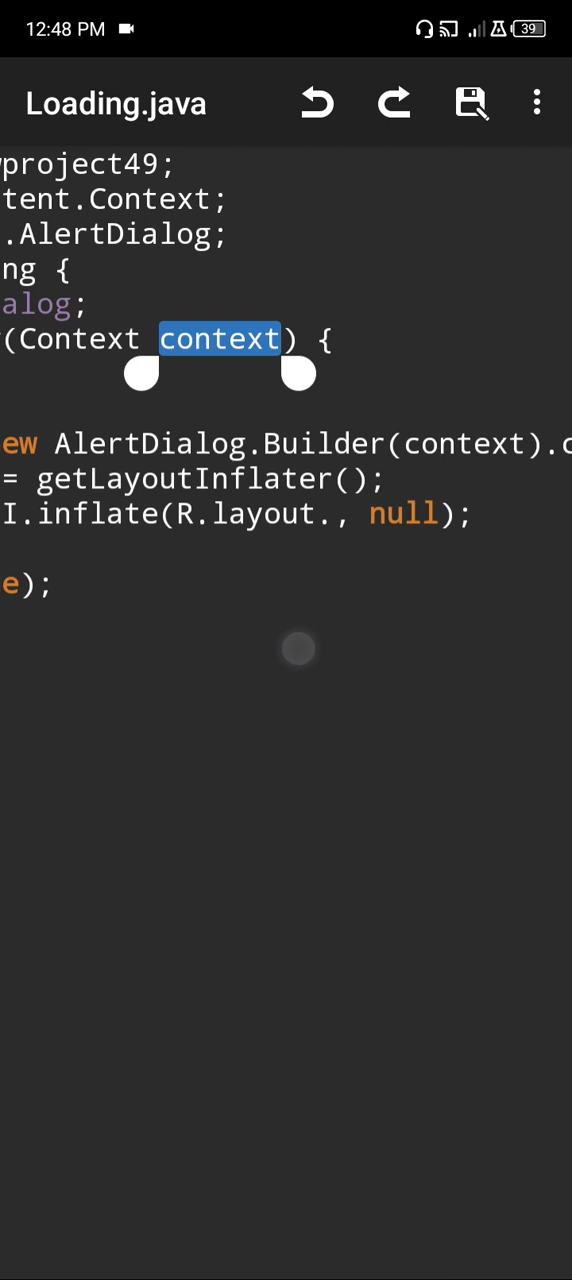 12:48 PM
39
Loading.java
project49;
tent.Context;
.AlertDialog;
ng {
alog;
(Context context) {
ew AlertDialog.Builder(context).c
= getLayoutInflater();
I.inflate(R.layout., null);
e);